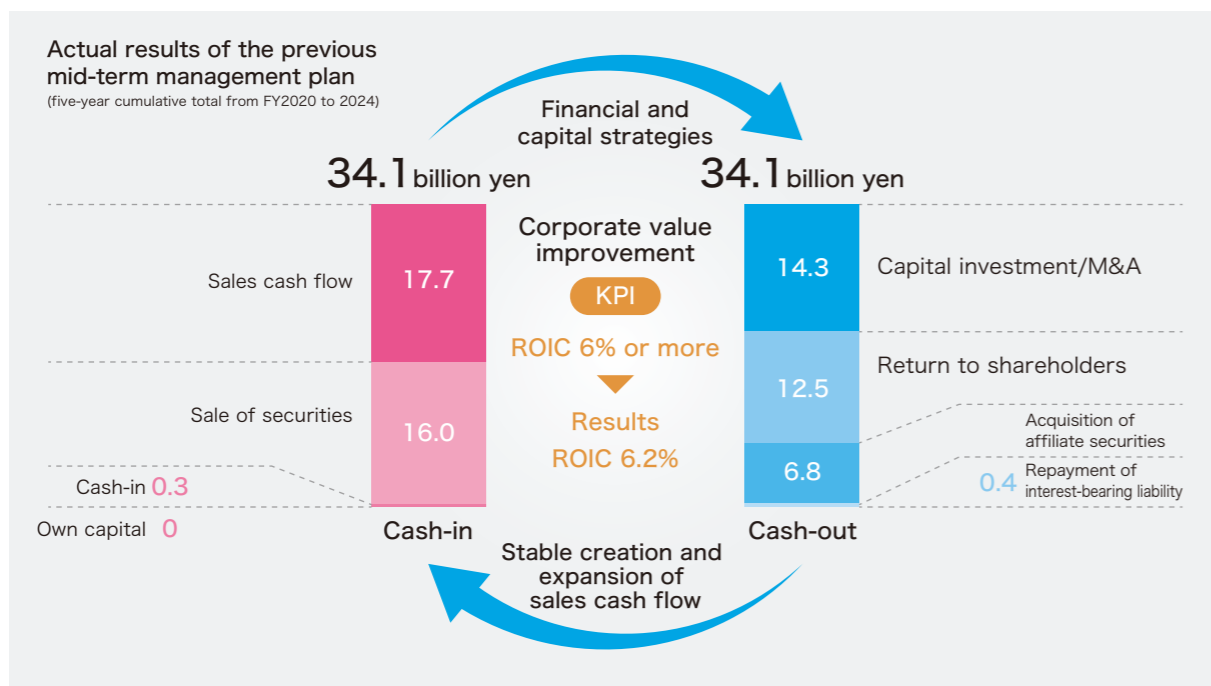 Actual results of the previous
mid-term management plan
(five-year cumulative total from FY2020 to 2024)
Financial and
capital strategies
34.1 billion yen
34.1 billion yen
Sales cash flow
17.7
Sale of securities
16.0
Cash-in 0.3
Own capital 0
Cash-in
Corporate value
improvement
KPI
ROIC 6% or more
Results
ROIC 6.2%
14.3
Capital investment/M&A
12.5
Return to shareholders
6.8
Acquisition of
affiliate securities
0.4
Repayment of
interest-bearing liability
Cash-out
Stable creation and
expansion of
sales cash flow